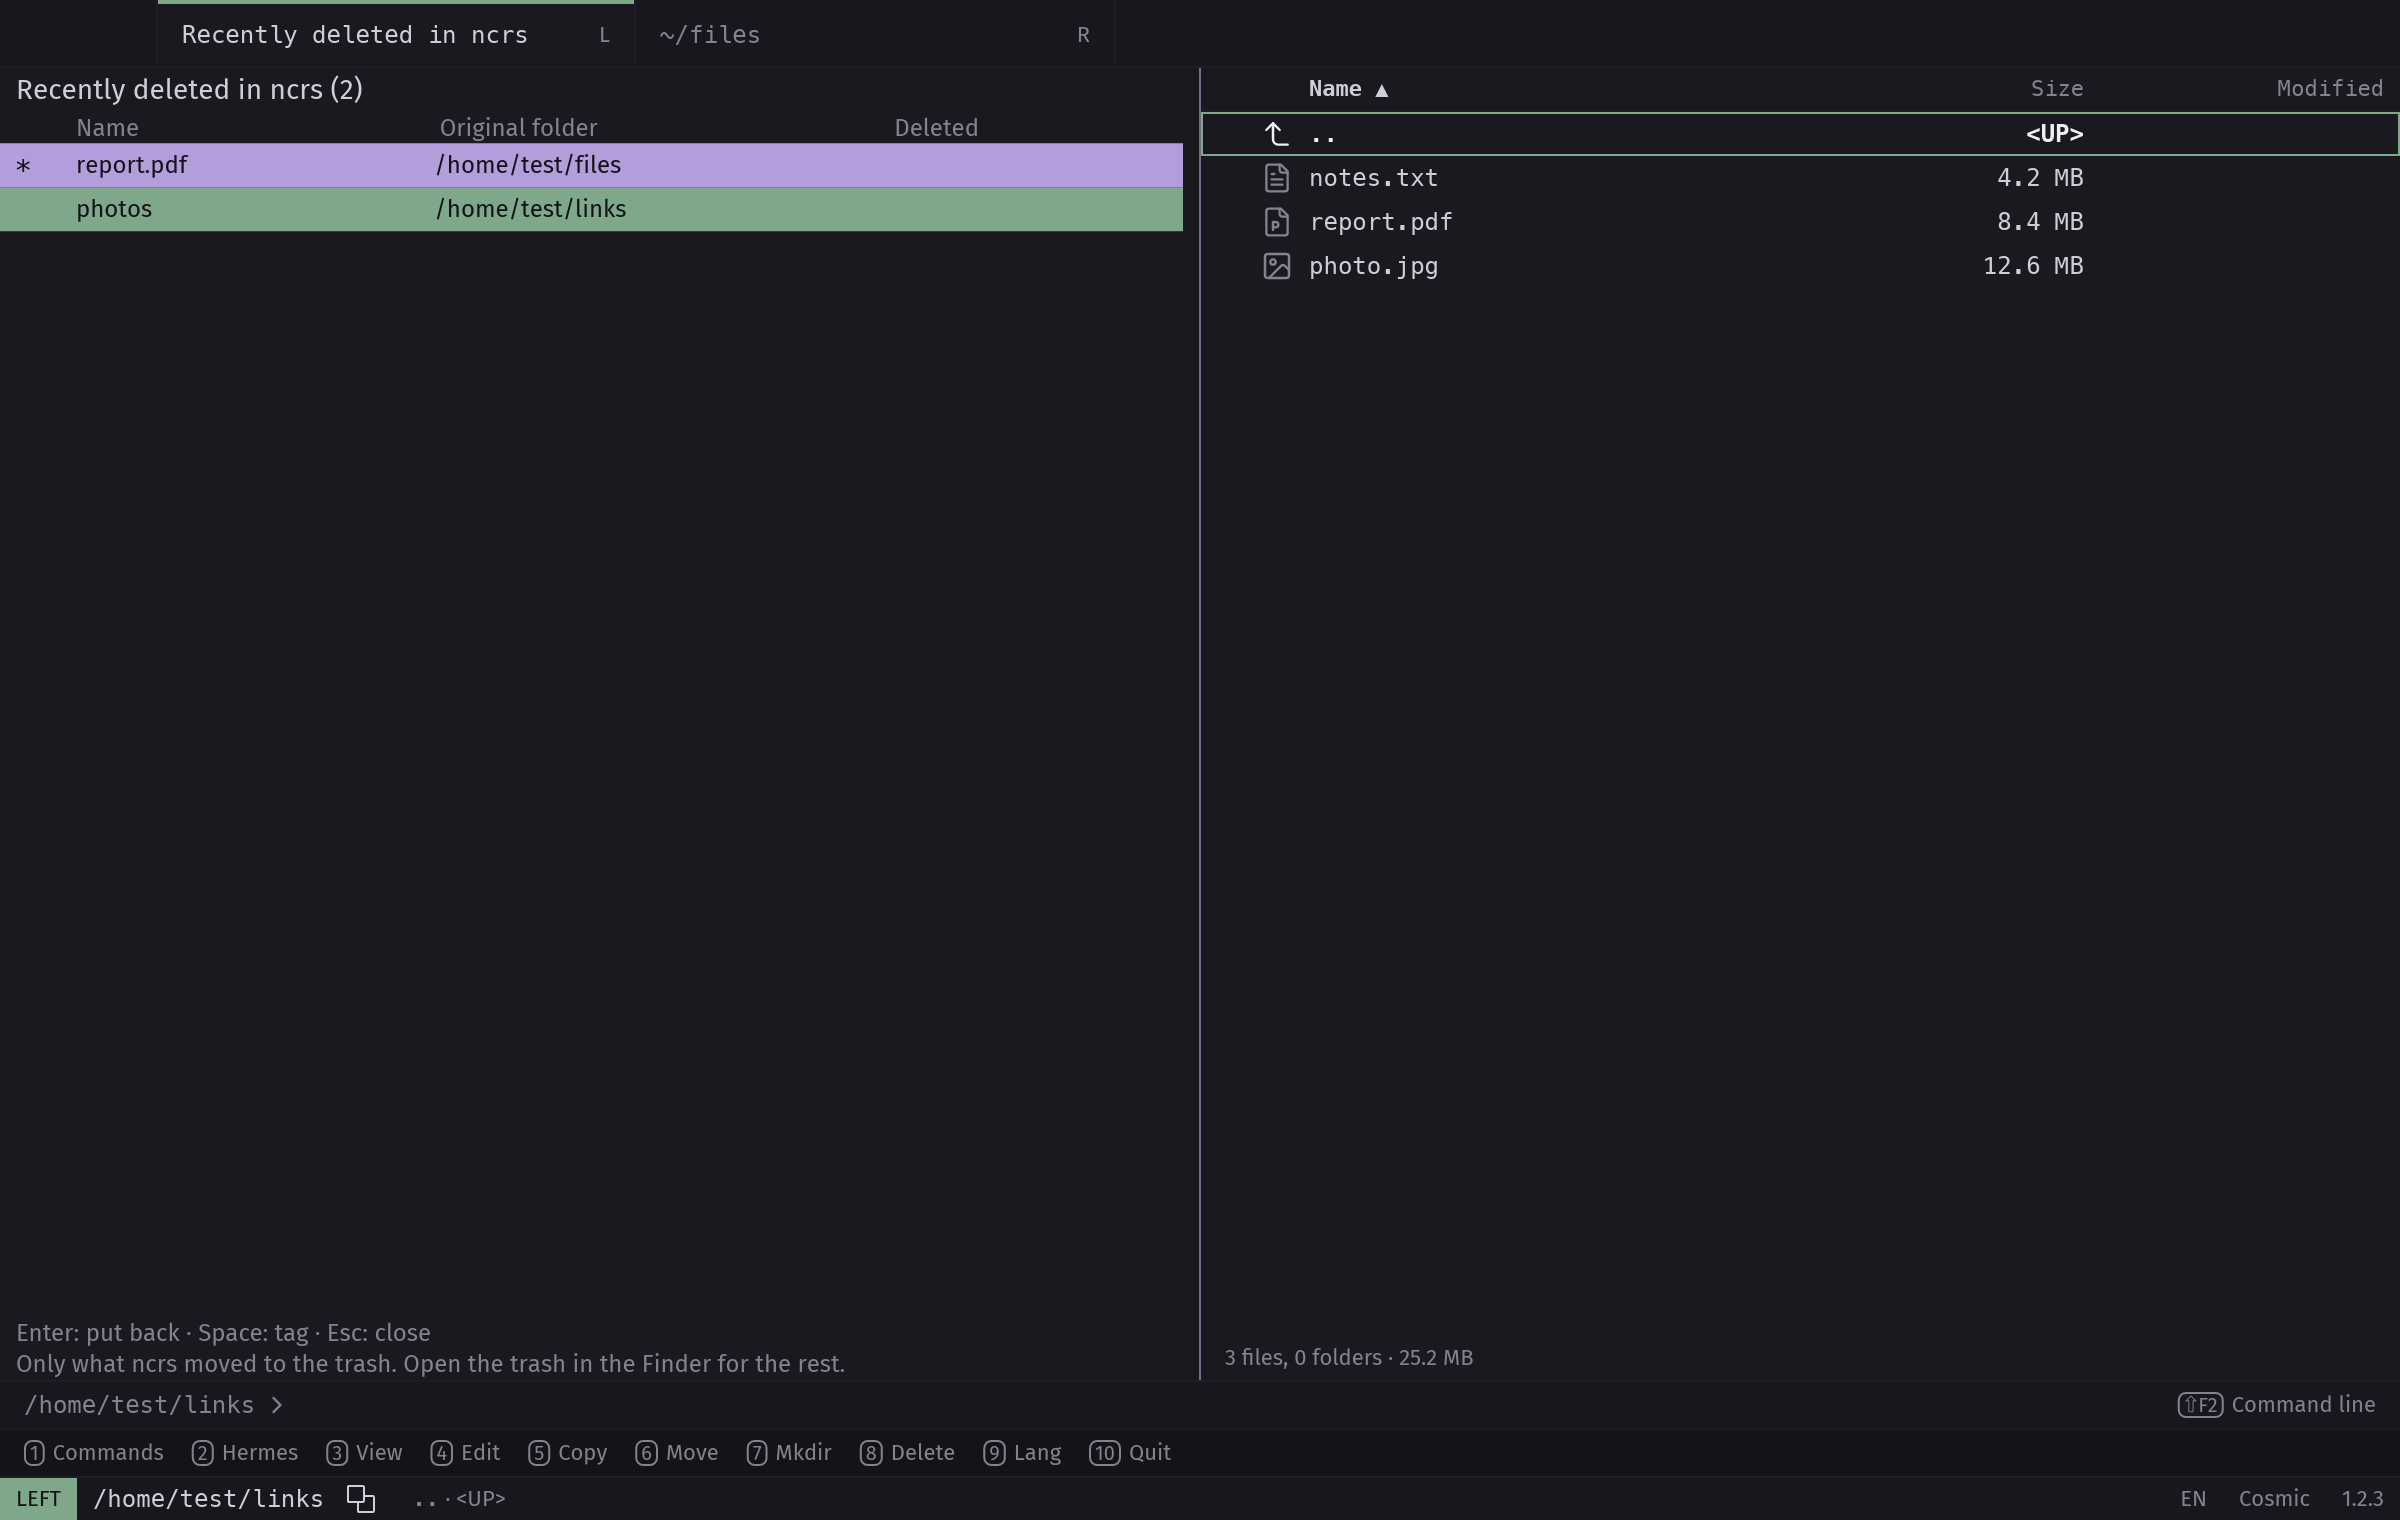 Recently deleted in ncrs L ~/files R
Recently deleted in ncrs (2)
Name Original folder Deleted
* report.pdf /home/test/files
photos /home/test/links
Name ▲ Size Modified
.. <UP>
notes.txt 4.2 MB
report.pdf 8.4 MB
photo.jpg 12.6 MB
Enter: put back · Space: tag · Esc: close
Only what ncrs moved to the trash. Open the trash in the Finder for the rest.
3 files, 0 folders · 25.2 MB
/home/test/links > ⇧F2 Command line
1 Commands 2 Hermes 3 View 4 Edit 5 Copy 6 Move 7 Mkdir 8 Delete 9 Lang 10 Quit
LEFT /home/test/links .. · <UP> EN Cosmic 1.2.3